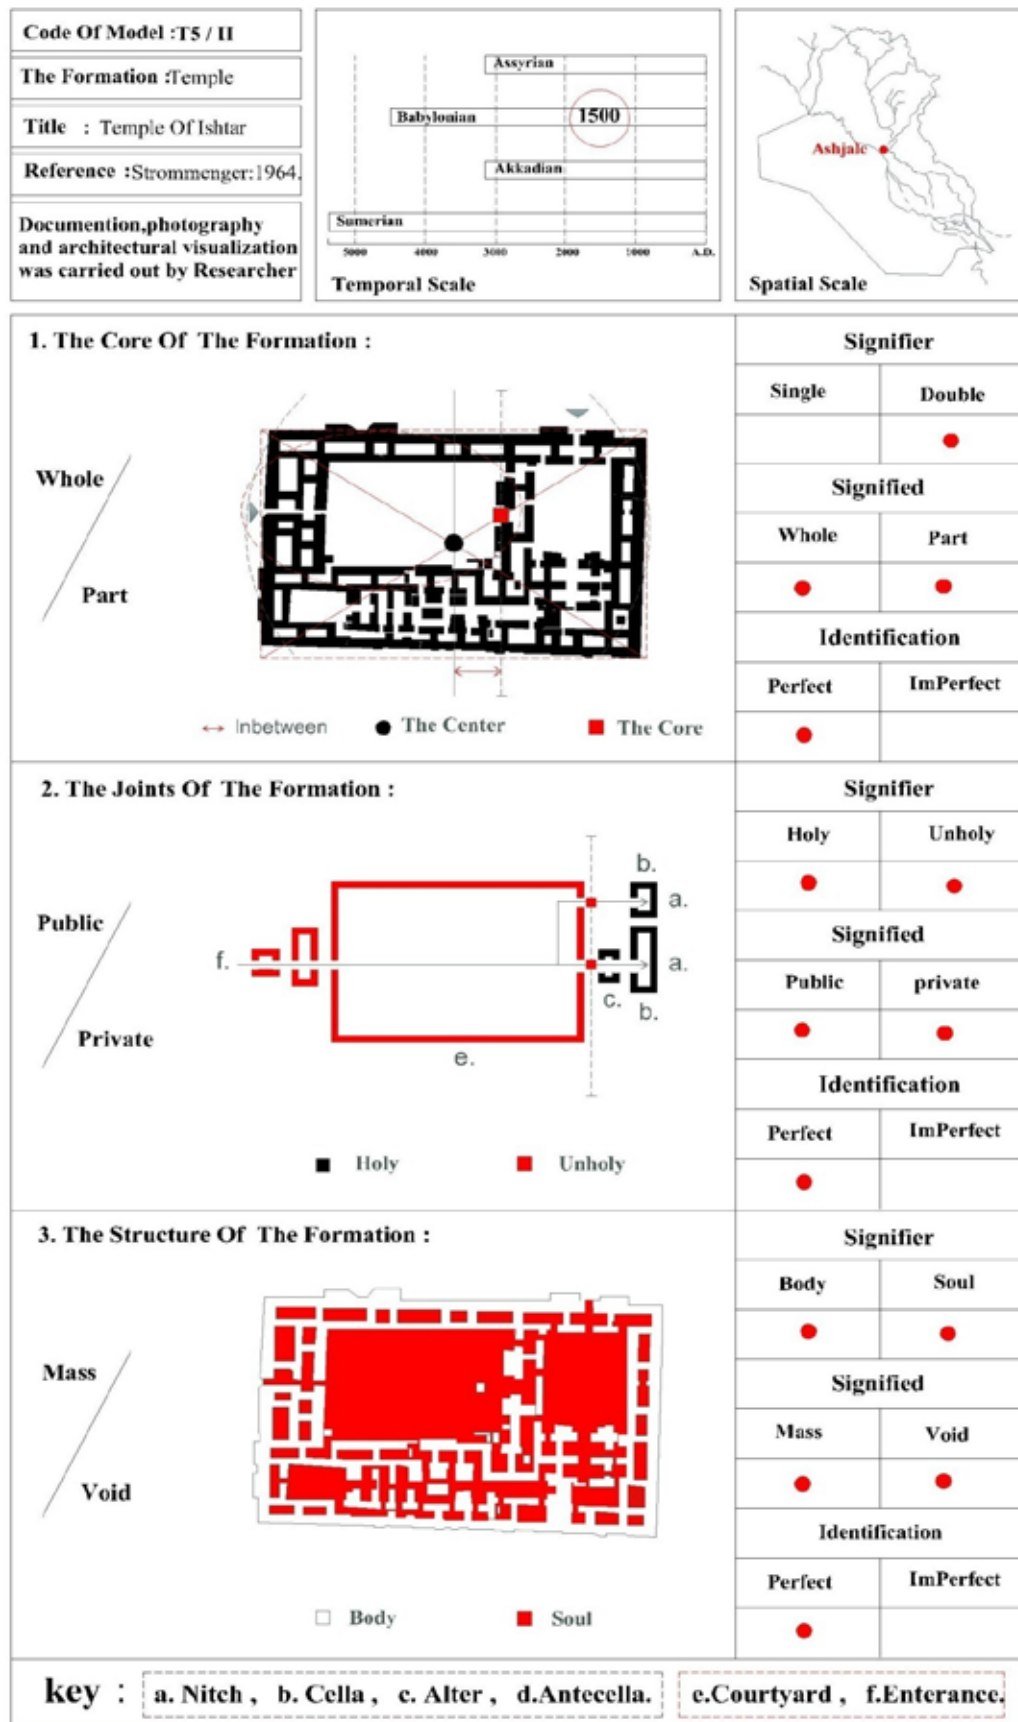 Code Of Model :T5 / II
The Formation :Temple
Title : Temple Of Ishtar
Reference :Strommenger:1964.
Documention,photography
and architectural visualization
was carried out by Researcher
Assyrian
Babylonian
1500
Akkadian
Sumerian
5000 4000 3000 2000 1000 A.D.
Temporal Scale
Ashjale
Spatial Scale
1. The Core Of The Formation :
Whole
Part
Inbetween The Center The Core
Signifier
Single Double
Signified
Whole Part
Identification
Perfect ImPerfect
2. The Joints Of The Formation :
Public
Private
b.
a.
f.
a.
c.
b.
e.
Holy Unholy
Signifier
Holy Unholy
Signified
Public private
Identification
Perfect ImPerfect
3. The Structure Of The Formation :
Mass
Void
Body Soul
Signifier
Body Soul
Signified
Mass Void
Identification
Perfect ImPerfect
key : a. Nitch , b. Cella , c. Alter , d.Antecella. e.Courtyard , f.Enterance.